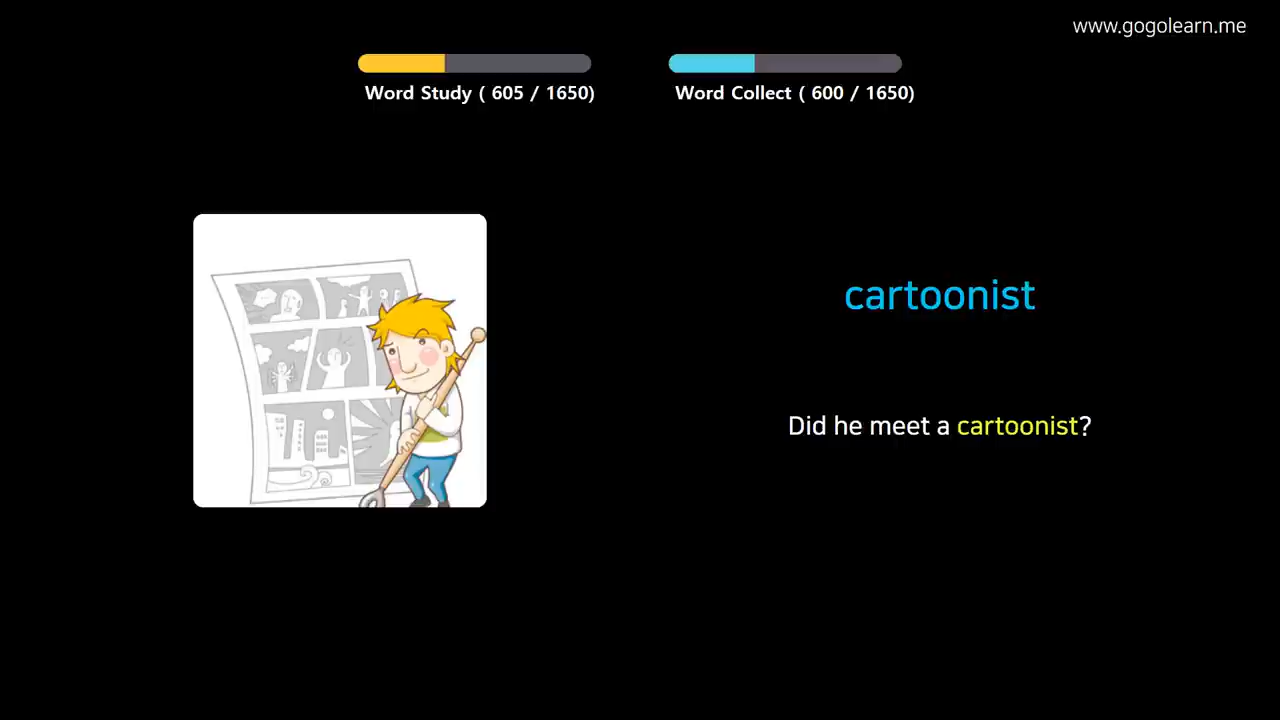 www.gogolearn.me
Word Study ( 605 / 1650)
Word Collect ( 600 / 1650)
cartoonist
Did he meet a cartoonist?